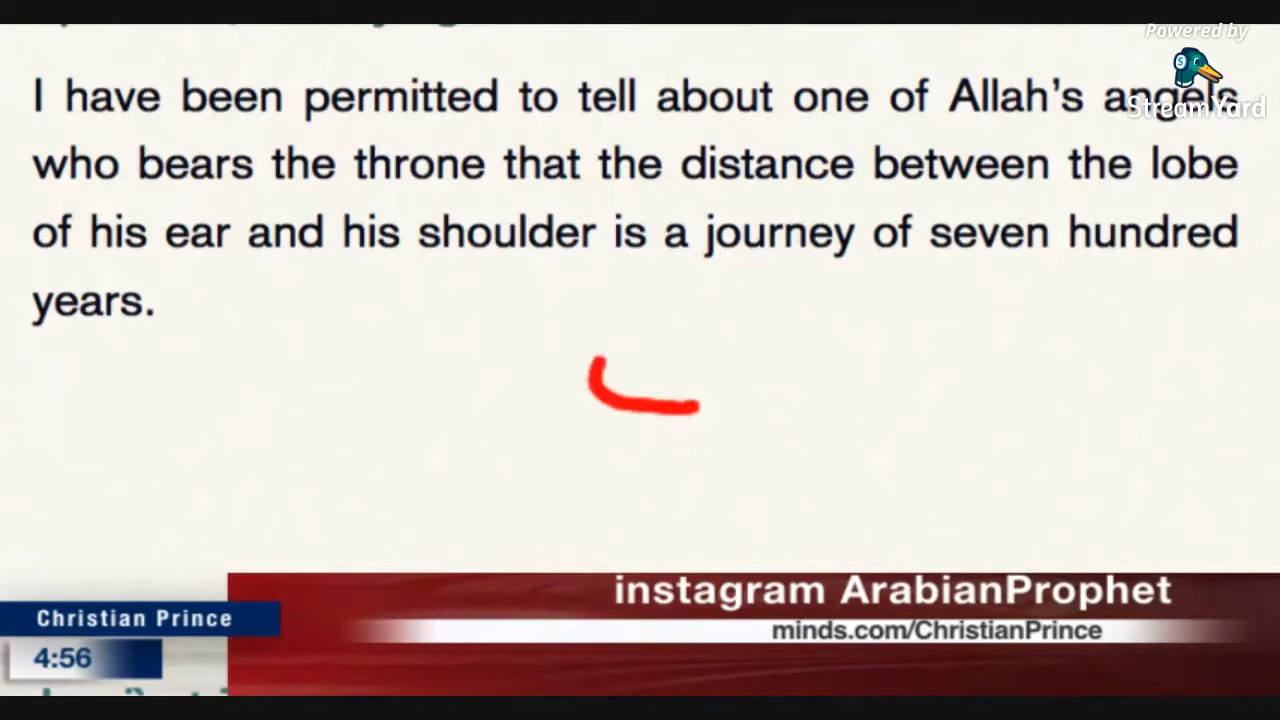 Powered by
StreamYard
I have been permitted to tell about one of Allah's angels
who bears the throne that the distance between the lobe
of his ear and his shoulder is a journey of seven hundred
years.
instagram ArabianProphet
Christian Prince
minds.com/ChristianPrince
4:56